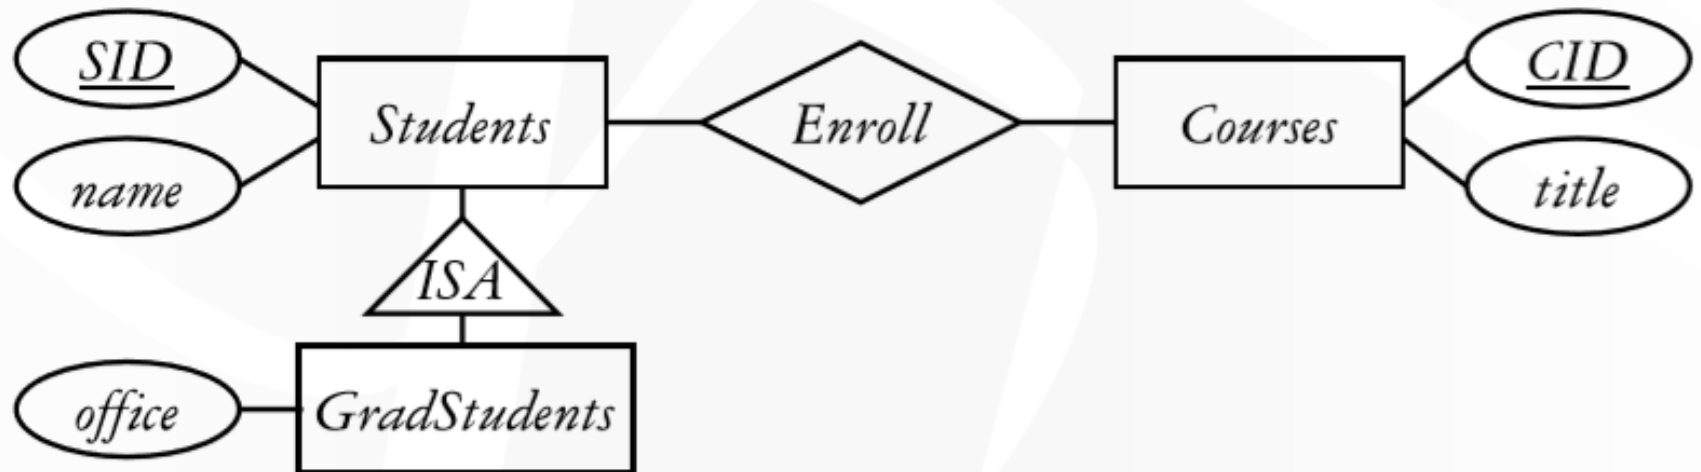 SID
name
Students
Enroll
Courses
CID
title
ISA
office
GradStudents